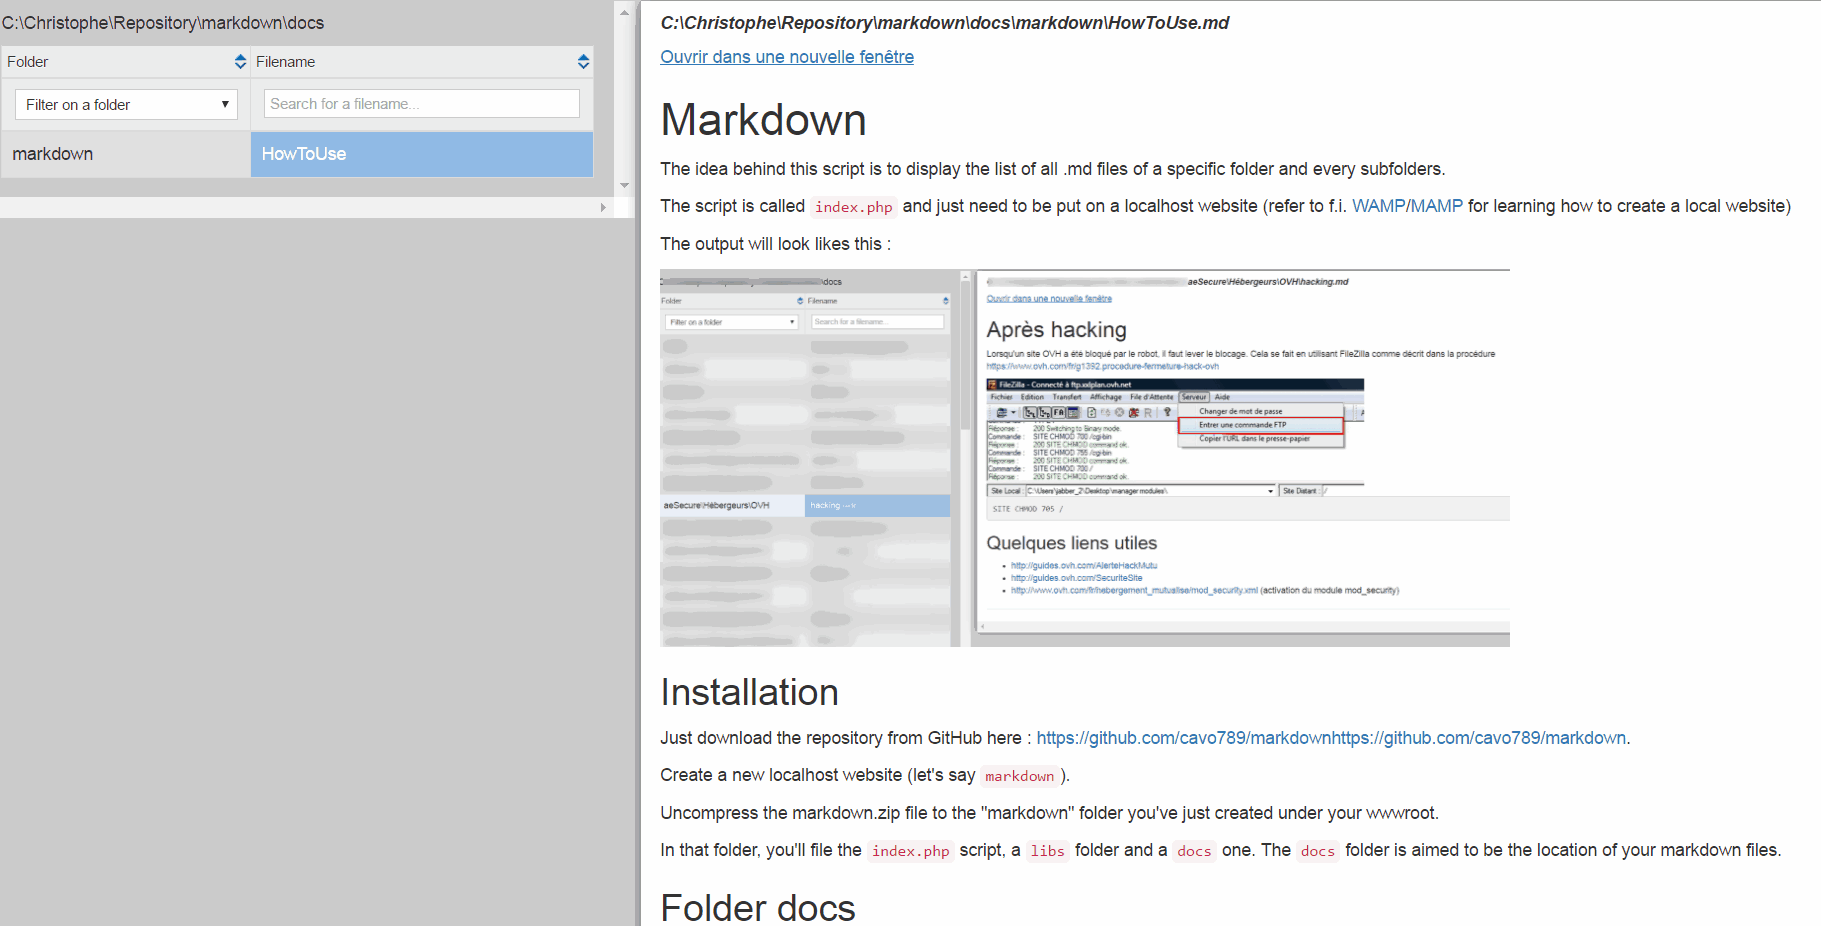 C:\Christophe\Repository\markdown\docs
Folder
Filename
Filter on a folder
Search for a filename...
markdown
HowToUse
C:\Christophe\Repository\markdown\docs\markdown\HowToUse.md
Ouvrir dans une nouvelle fenêtre
Markdown
The idea behind this script is to display the list of all .md files of a specific folder and every subfolders.
The script is called index.php and just need to be put on a localhost website (refer to f.i. WAMP/MAMP for learning how to create a local website)
The output will look likes this :
\docs
Folder
Filename
Filter on a folder
Search for a filename...
aeSecure\Hébergeurs\OVH
hacking
aeSecure\Hébergeurs\OVH\hacking.md
Ouvrir dans une nouvelle fenêtre
Après hacking
Lorsqu'un site OVH a été bloqué par le robot, il faut lever le blocage. Cela se fait en utilisant FileZilla comme décrit dans la procédure
https://www.ovh.com/fr/g1392.procedure-fermeture-hack-ovh
FileZilla - Connecté à ftp.xxlplan.ovh.net
Fichier Edition Transfert Affichage File d'Attente Serveur Aide
Changer de mot de passe
Entrer une commande FTP
Copier l'URL dans le presse-papier
Réponse : 200 Switching to Binary mode.
Commande : SITE CHMOD 700 /cgi-bin
Réponse : 200 SITE CHMOD command ok.
Commande : SITE CHMOD 755 /cgi-bin
Réponse : 200 SITE CHMOD command ok.
Commande : SITE CHMOD 700 /
Réponse : 200 SITE CHMOD command ok.
Site Local : C:\Users\jabber_2\Desktop\manager modules\
Site Distant : /
SITE CHMOD 705 /
Quelques liens utiles
http://guides.ovh.com/AlerteHackMutu
http://guides.ovh.com/SecuriteSite
http://www.ovh.com/fr/hebergement_mutualise/mod_security.xml (activation du module mod_security)
Installation
Just download the repository from GitHub here : https://github.com/cavo789/markdownhttps://github.com/cavo789/markdown.
Create a new localhost website (let's say markdown).
Uncompress the markdown.zip file to the "markdown" folder you've just created under your wwwroot.
In that folder, you'll file the index.php script, a libs folder and a docs one. The docs folder is aimed to be the location of your markdown files.
Folder docs